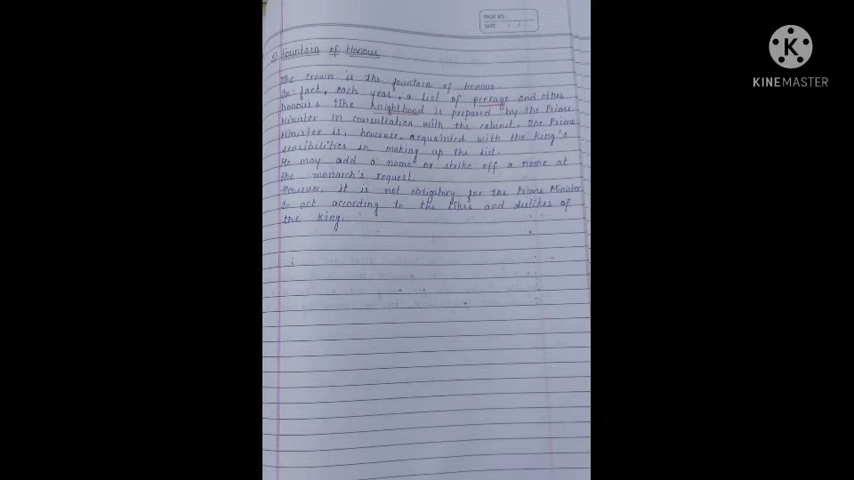 PAGE NO.:
DATE: / /
Fountain of Honour
The crown is the fountain of honour.
In fact, each year, a list of peerage and other
honours like knighthood is prepared by the Prime
Minister in consultation with the cabinet. The Prime
Minister is, however, acquainted with the King's
sensibilities in making up the list.
He may add a name or strike off a name at
the monarch's request.
However, it is not obligatory for the Prime Minister
to act according to the likes and dislikes of
the king.
K
KINEMASTER